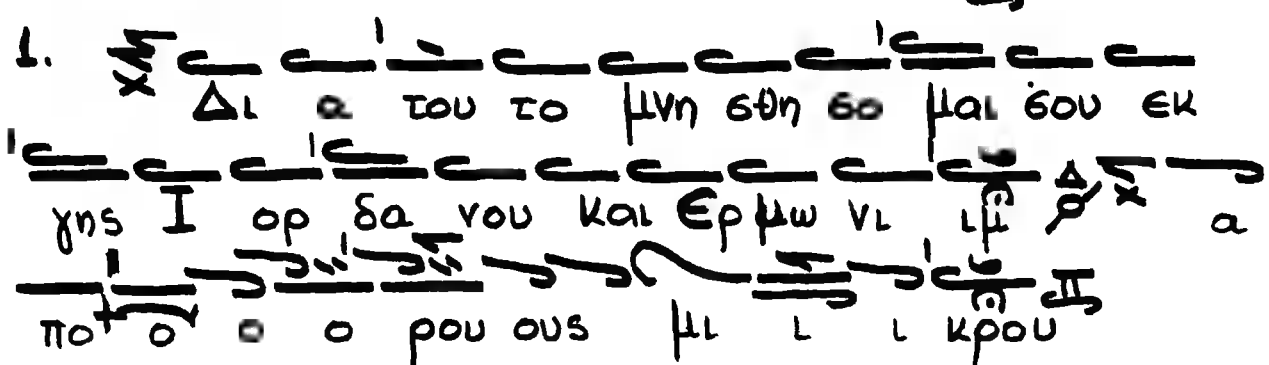 1. Δι α του το μνη σθη σο μαι σου εκ
γης Ι ορ δα νου και Ερ μω νι ιμ α
πο ο ο ο ρου ους μι ι ι κρου